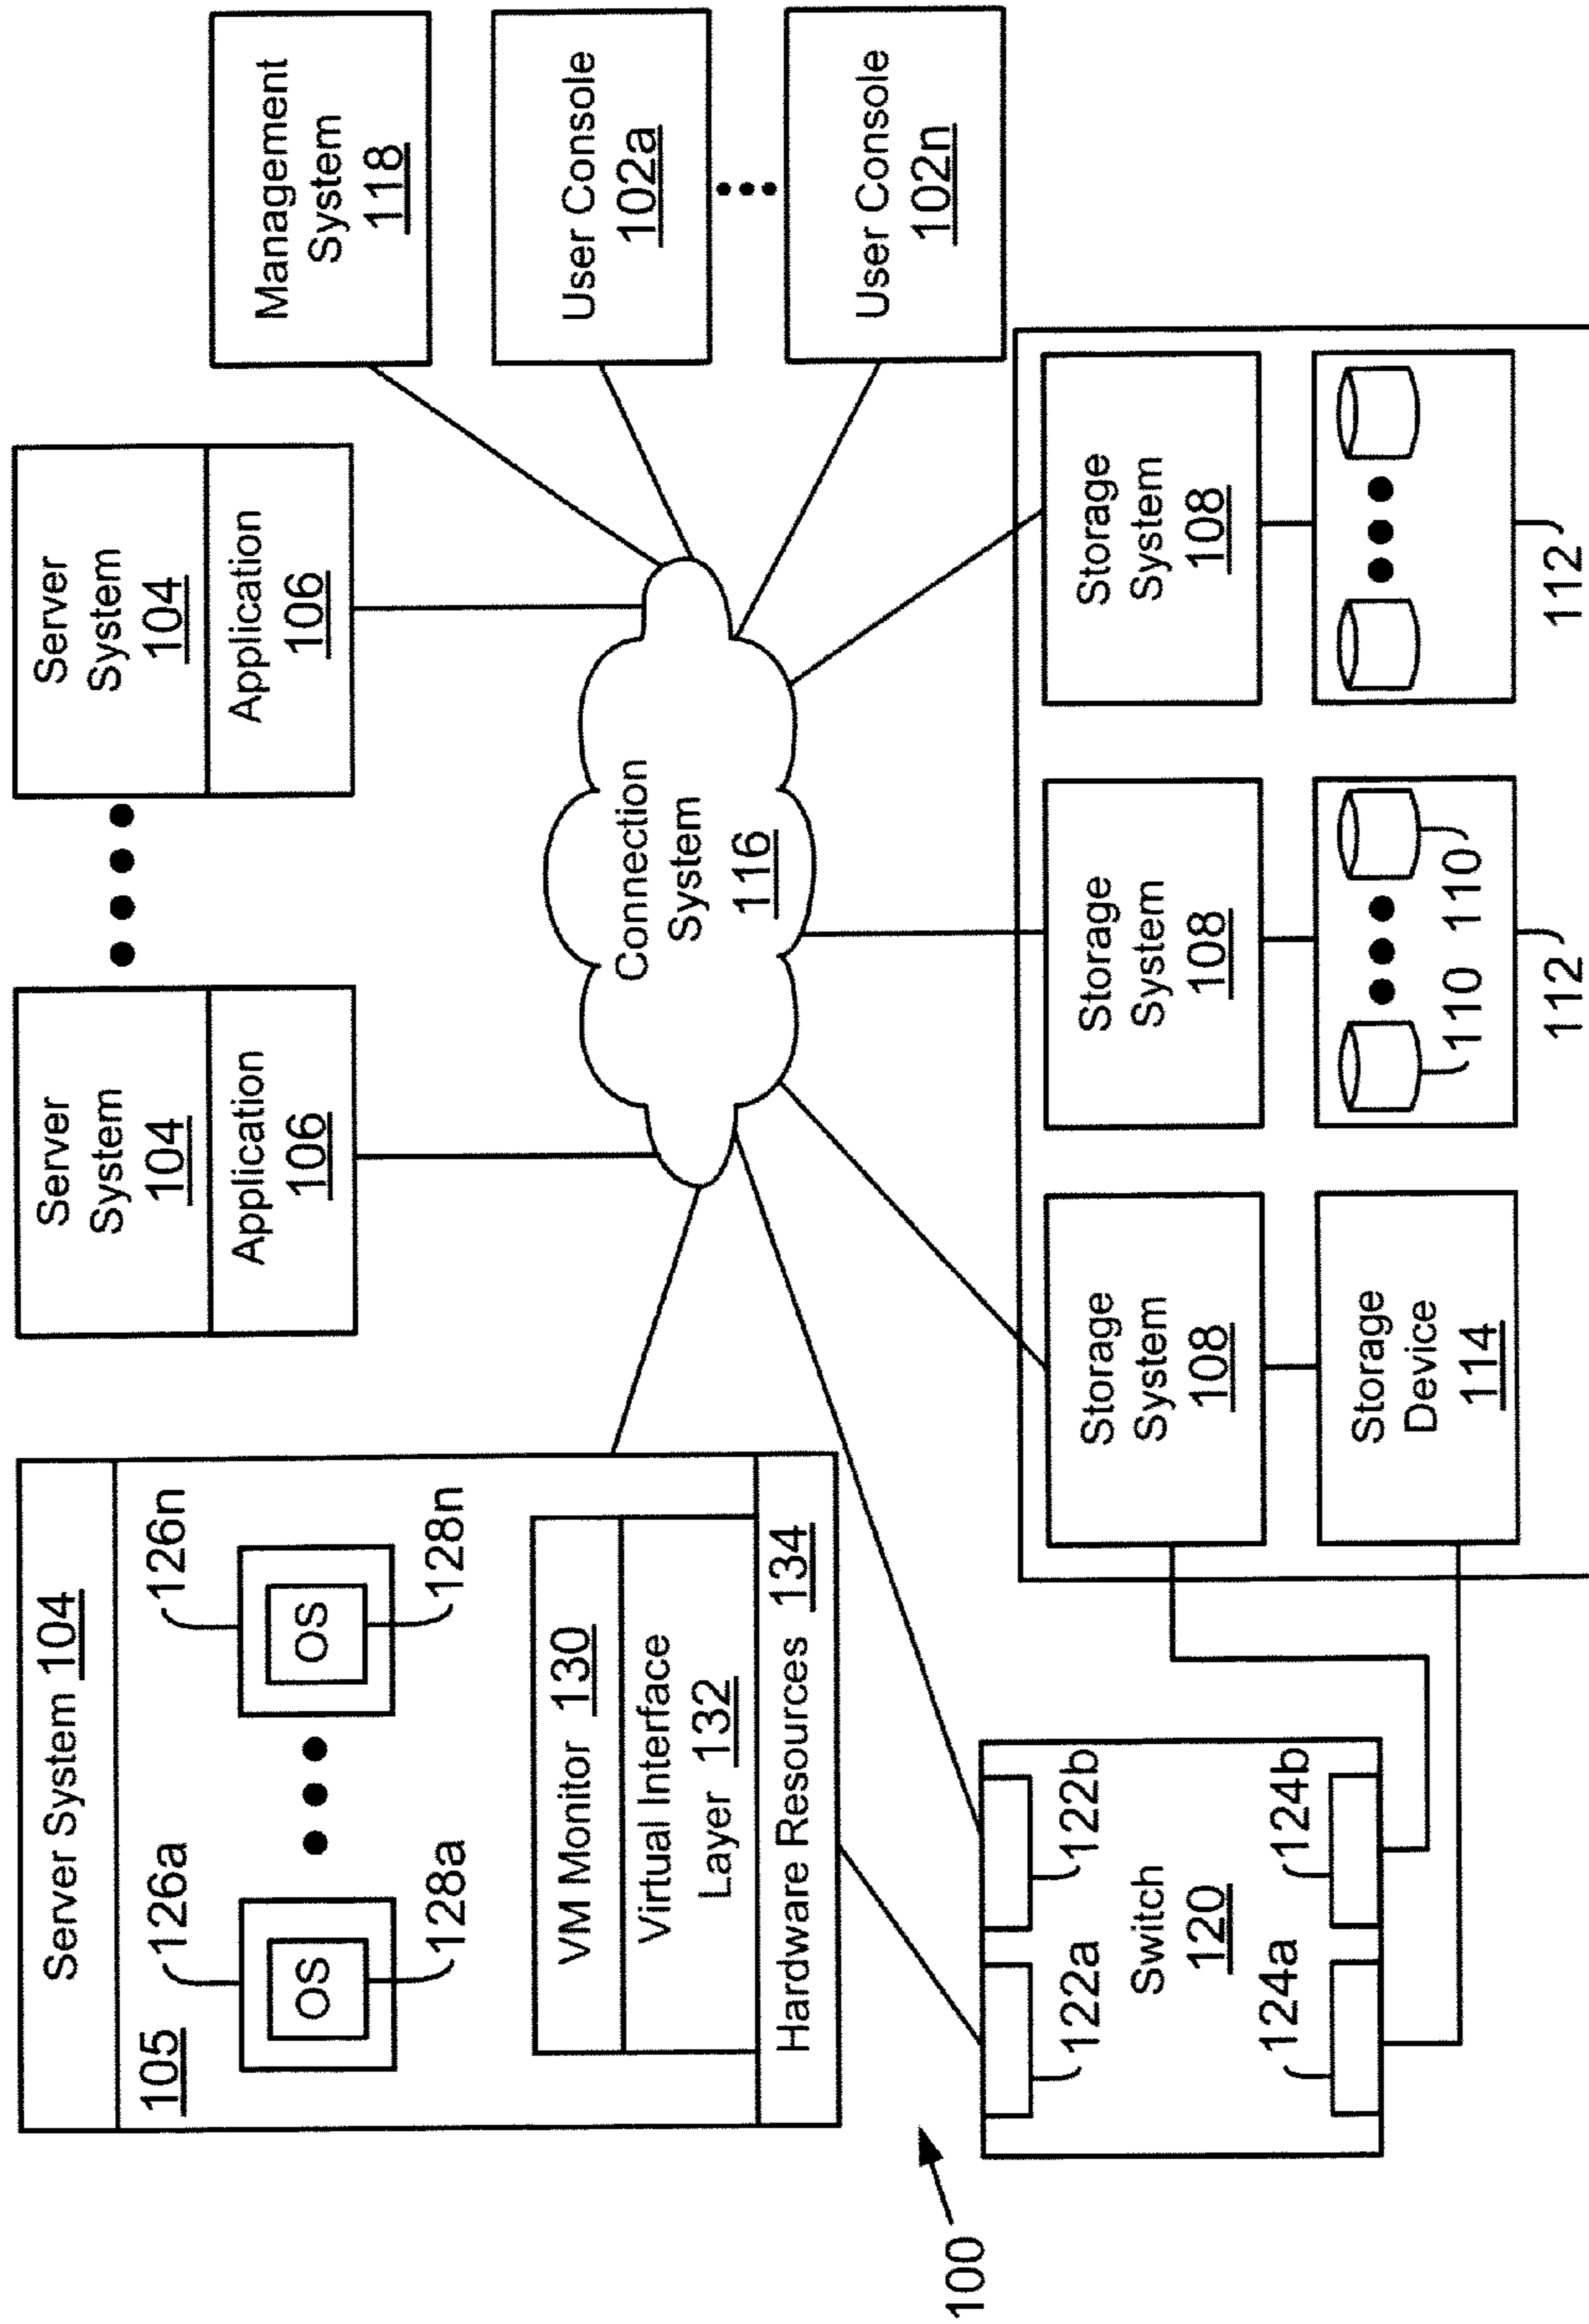 Server System 104
105
126a
126n
OS
OS
128a
128n
VM Monitor 130
Virtual Interface
Layer 132
Hardware Resources 134
Server
System
104
Application
106
Server
System
104
Application
106
Management
System
118
User Console
102a
User Console
102n
Connection
System
116
100
122a
122b
Switch
120
124a
124b
Storage
System
108
Storage
Device
114
Storage
System
108
110
110
112
Storage
System
108
112